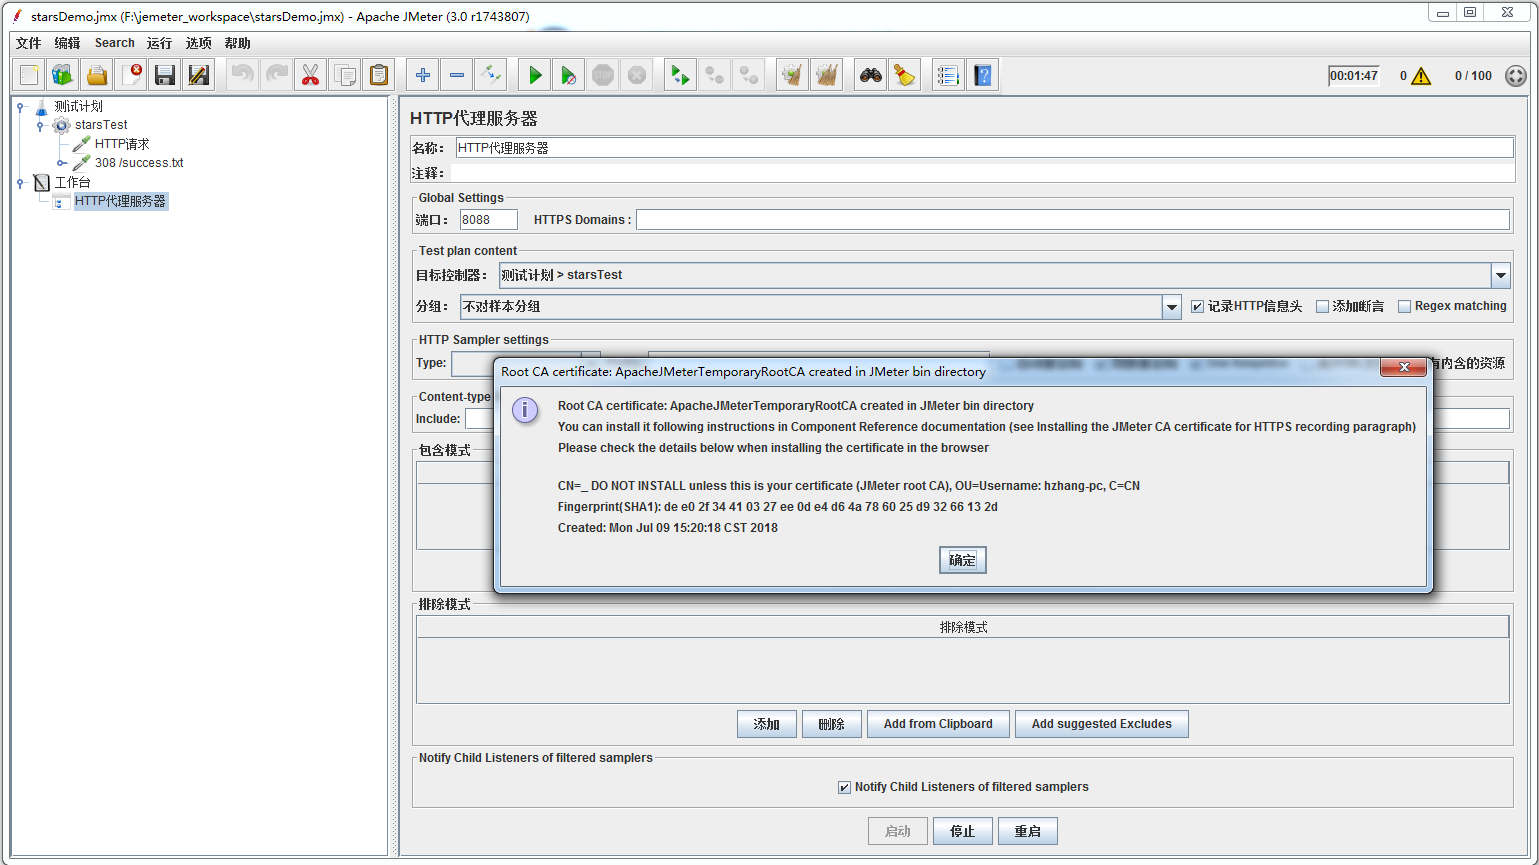 starsDemo.jmx (F:\jemeter_workspace\starsDemo.jmx) - Apache JMeter (3.0 r1743807)
文件 编辑 Search 运行 选项 帮助
STOP
00:01:47 0 0 / 100
测试计划
starsTest
HTTP请求
308 /success.txt
工作台
HTTP代理服务器
HTTP代理服务器
名称： HTTP代理服务器
注释：
Global Settings
端口： 8088 HTTPS Domains :
Test plan content
目标控制器： 测试计划 > starsTest
分组： 不对样本分组 记录HTTP信息头 添加断言 Regex matching
HTTP Sampler settings
Type: 有内含的资源
Content-type
Include:
包含模式
Root CA certificate: ApacheJMeterTemporaryRootCA created in JMeter bin directory
Root CA certificate: ApacheJMeterTemporaryRootCA created in JMeter bin directory
You can install it following instructions in Component Reference documentation (see Installing the JMeter CA certificate for HTTPS recording paragraph)
Please check the details below when installing the certificate in the browser
CN=_ DO NOT INSTALL unless this is your certificate (JMeter root CA), OU=Username: hzhang-pc, C=CN
Fingerprint(SHA1): de e0 2f 34 41 03 27 ee 0d e4 d6 4a 78 60 25 d9 32 66 13 2d
Created: Mon Jul 09 15:20:18 CST 2018
确定
排除模式
排除模式
添加 删除 Add from Clipboard Add suggested Excludes
Notify Child Listeners of filtered samplers
Notify Child Listeners of filtered samplers
启动 停止 重启